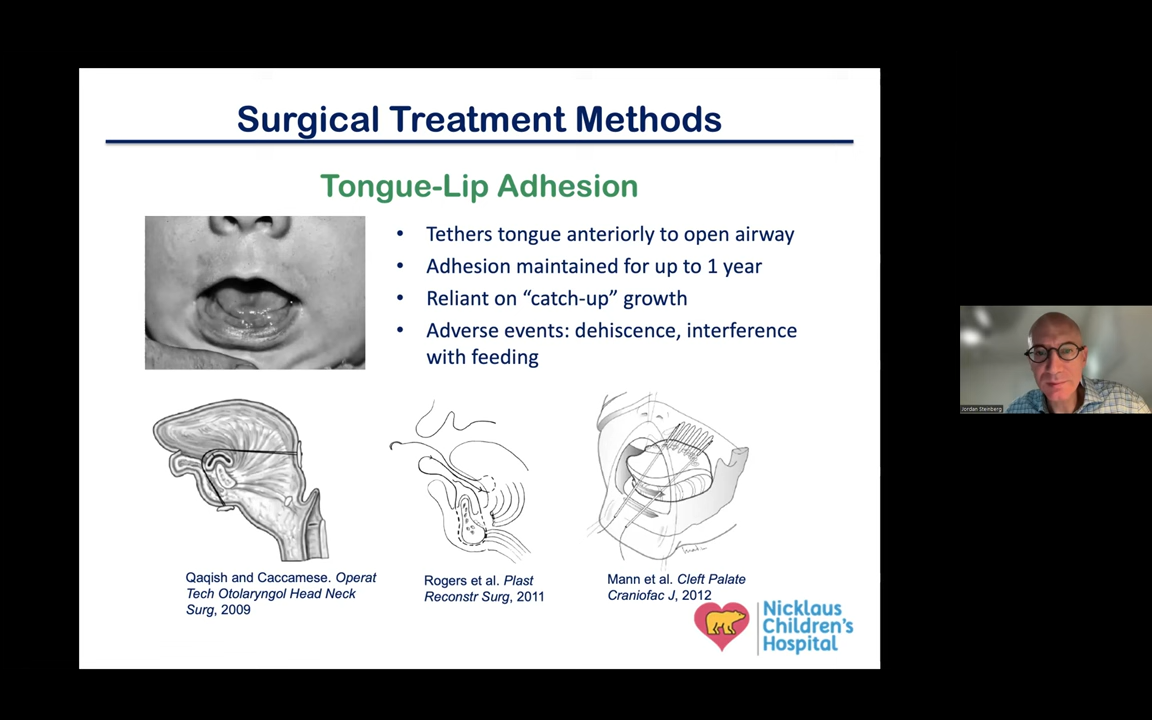 Surgical Treatment Methods
Tongue-Lip Adhesion
• Tethers tongue anteriorly to open airway
• Adhesion maintained for up to 1 year
• Reliant on “catch-up” growth
• Adverse events: dehiscence, interference
with feeding
Qaqish and Caccamese. Operat
Tech Otolaryngol Head Neck
Surg, 2009
Rogers et al. Plast
Reconstr Surg, 2011
Mann et al. Cleft Palate
Craniofac J, 2012
Nicklaus
Children's
Hospital
Jordan Steinberg